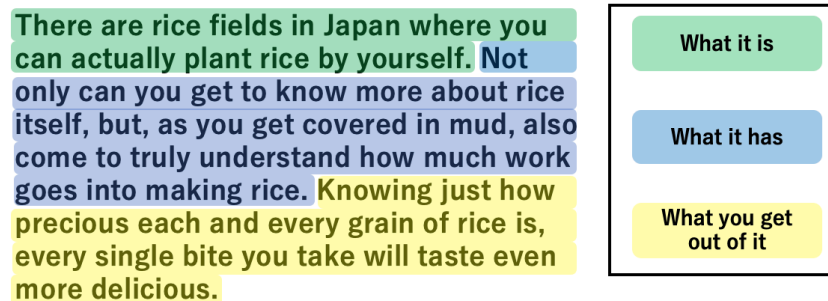 There are rice fields in Japan where you
can actually plant rice by yourself. Not
only can you get to know more about rice
itself, but, as you get covered in mud, also
come to truly understand how much work
goes into making rice. Knowing just how
precious each and every grain of rice is,
every single bite you take will taste even
more delicious.
What it is
What it has
What you get
out of it